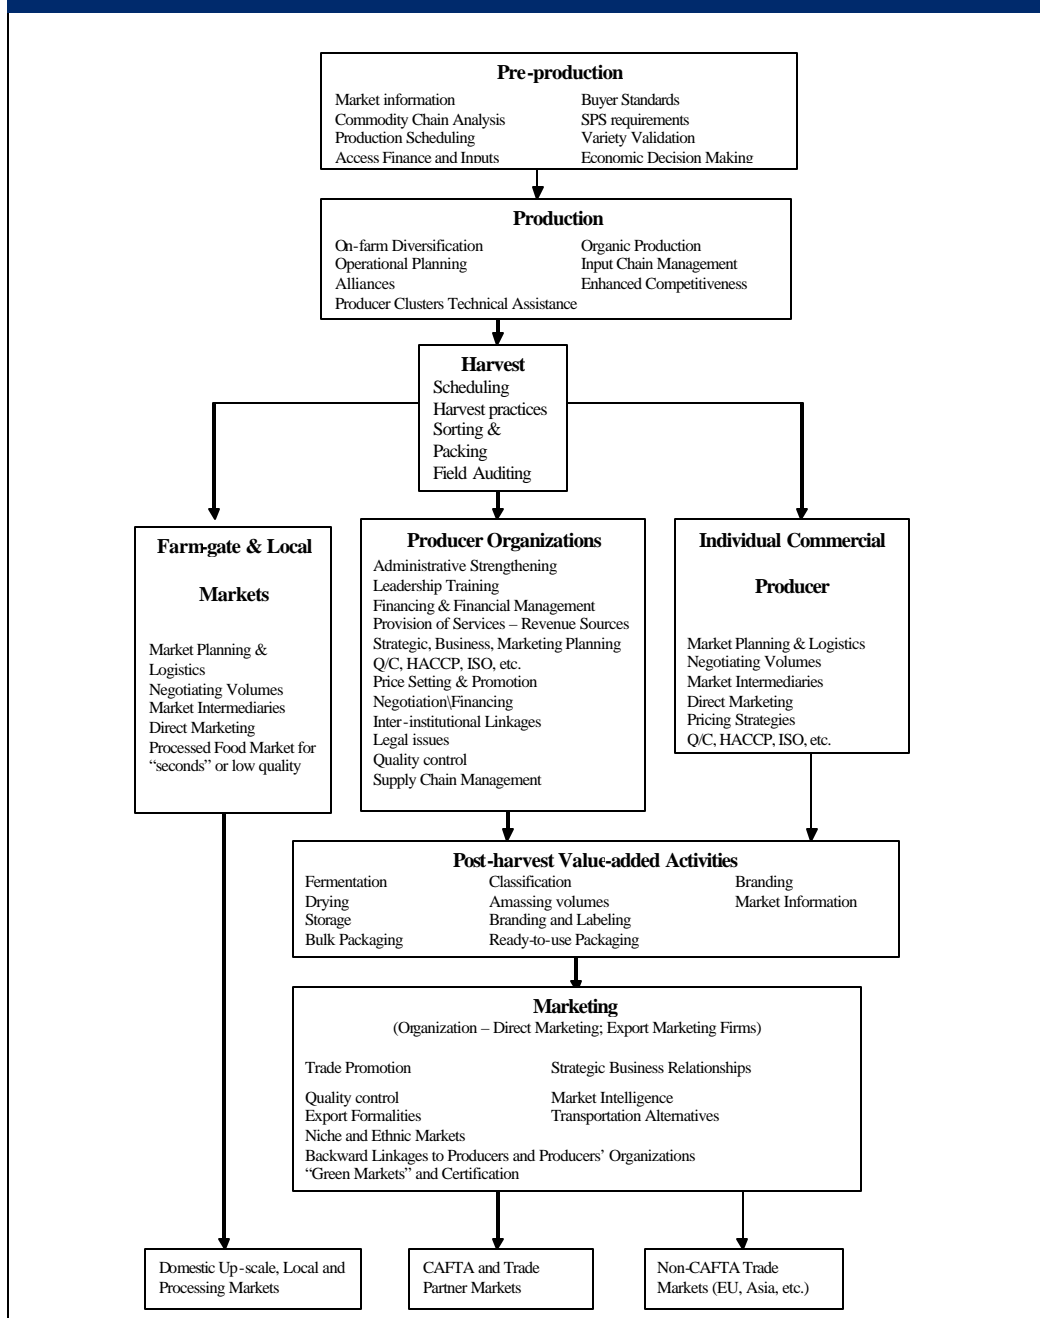 Pre-production
Market information
Commodity Chain Analysis
Production Scheduling
Access Finance and Inputs
Buyer Standards
SPS requirements
Variety Validation
Economic Decision Making
Production
On-farm Diversification
Operational Planning
Alliances
Producer Clusters Technical Assistance
Organic Production
Input Chain Management
Enhanced Competitiveness
Harvest
Scheduling
Harvest practices
Sorting &
Packing
Field Auditing
Farm-gate & Local
Markets
Market Planning &
Logistics
Negotiating Volumes
Market Intermediaries
Direct Marketing
Processed Food Market for
“seconds” or low quality
Producer Organizations
Administrative Strengthening
Leadership Training
Financing & Financial Management
Provision of Services – Revenue Sources
Strategic, Business, Marketing Planning
Q/C, HACCP, ISO, etc.
Price Setting & Promotion
Negotiation\Financing
Inter-institutional Linkages
Legal issues
Quality control
Supply Chain Management
Individual Commercial
Producer
Market Planning & Logistics
Negotiating Volumes
Market Intermediaries
Direct Marketing
Pricing Strategies
Q/C, HACCP, ISO, etc.
Post-harvest Value-added Activities
Fermentation
Drying
Storage
Bulk Packaging
Classification
Amassing volumes
Branding and Labeling
Ready-to-use Packaging
Branding
Market Information
Marketing
(Organization – Direct Marketing; Export Marketing Firms)
Trade Promotion
Strategic Business Relationships
Quality control
Market Intelligence
Export Formalities
Transportation Alternatives
Niche and Ethnic Markets
Backward Linkages to Producers and Producers’ Organizations
“Green Markets” and Certification
Domestic Up-scale, Local and
Processing Markets
CAFTA and Trade
Partner Markets
Non-CAFTA Trade
Markets (EU, Asia, etc.)